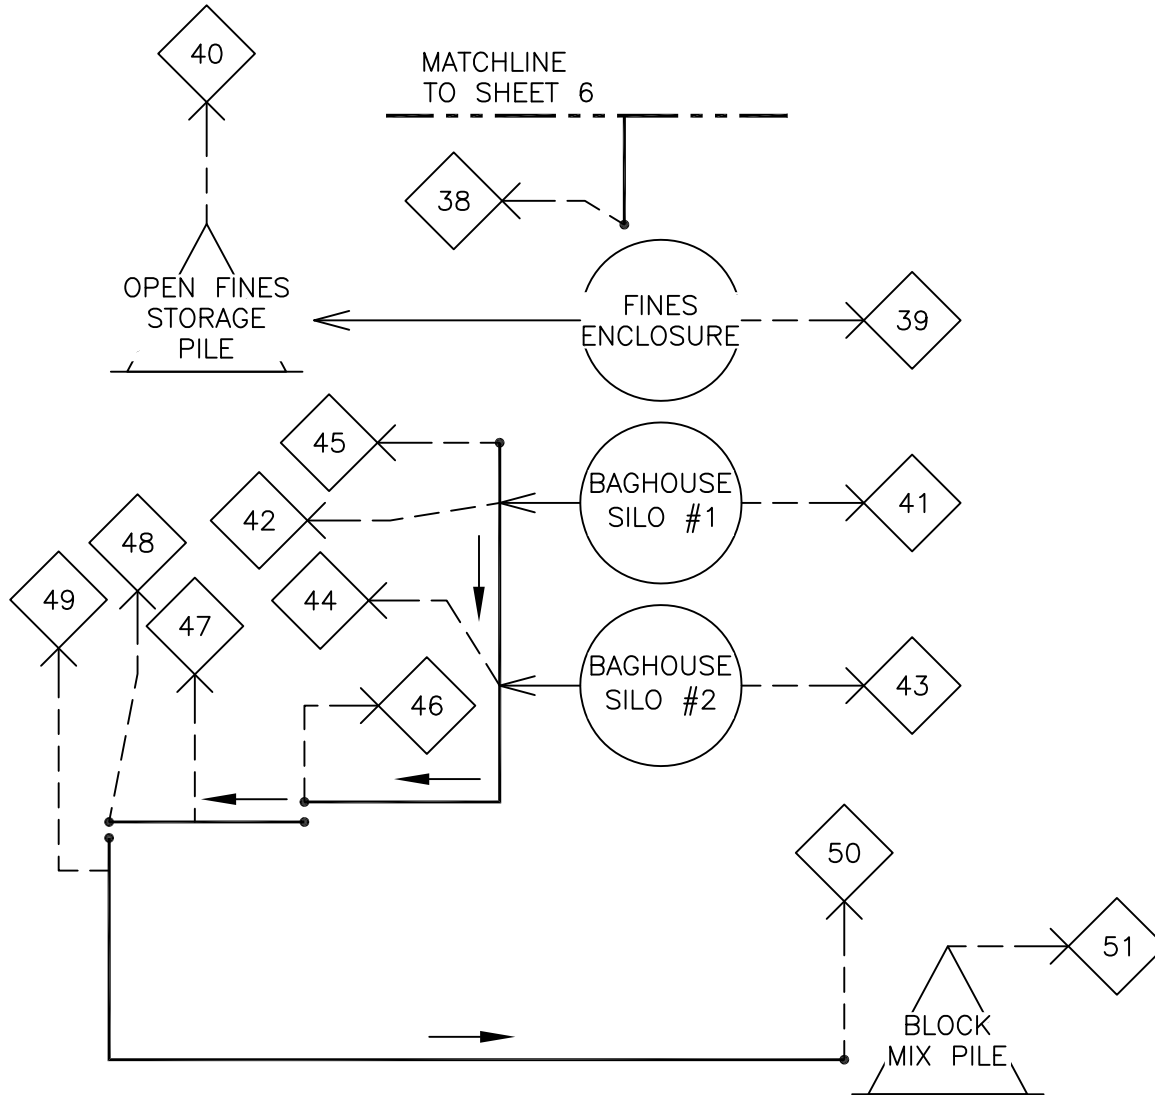 40
MATCHLINE
TO SHEET 6
38
OPEN FINES
STORAGE
PILE
FINES
ENCLOSURE
39
45
42
BAGHOUSE
SILO #1
41
48
49
47
44
BAGHOUSE
SILO #2
43
46
50
51
BLOCK
MIX PILE